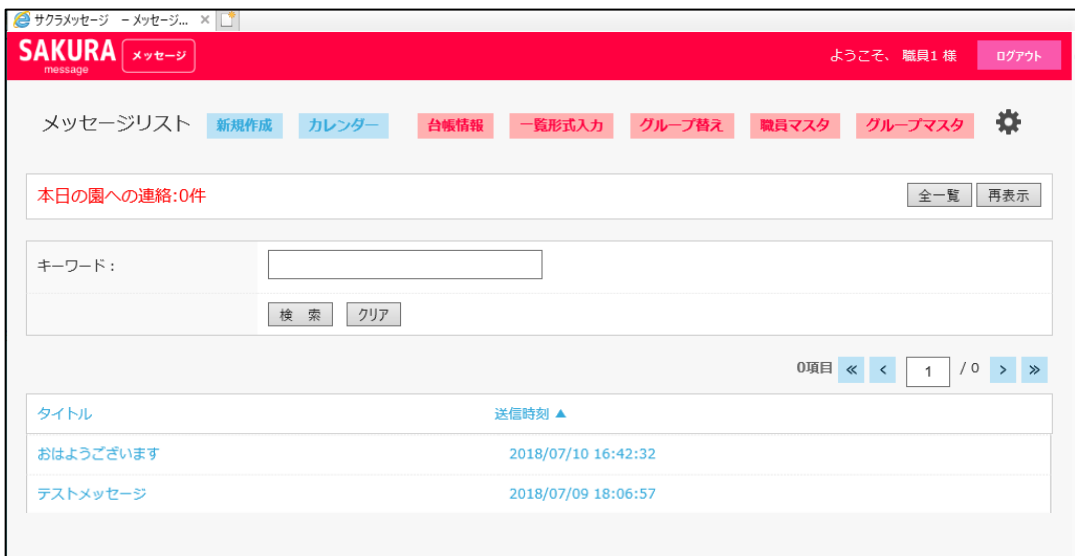 サクラメッセージ －メッセージ...
SAKURA message メッセージ ようこそ、 職員1 様 ログアウト
メッセージリスト 新規作成 カレンダー 台帳情報 一覧形式入力 グループ替え 職員マスタ グループマスタ
本日の園への連絡:0件 全一覧 再表示
キーワード：
検 索 クリア
0項目 « < 1 / 0 > »
タイトル 送信時刻 ▲
おはようございます 2018/07/10 16:42:32
テストメッセージ 2018/07/09 18:06:57